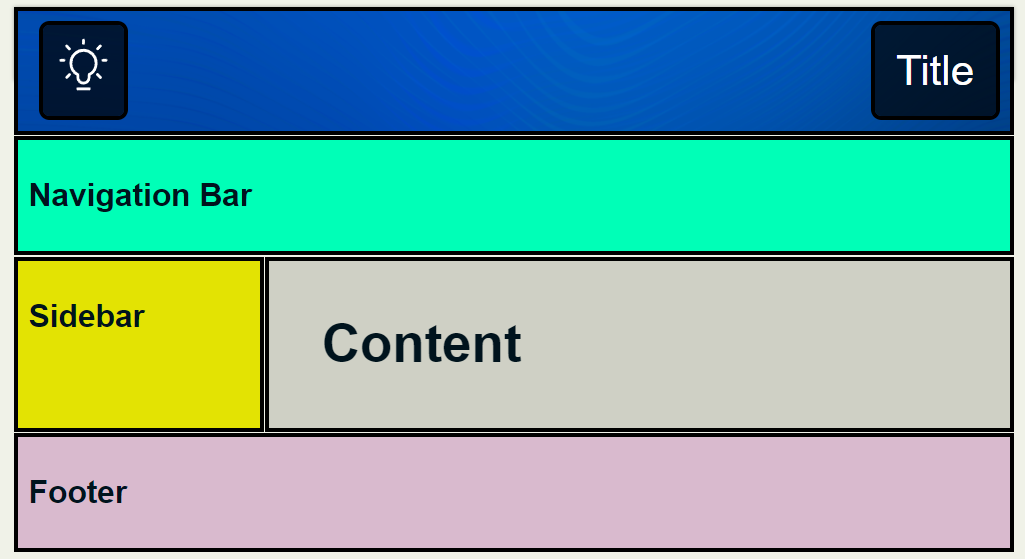 Title
Navigation Bar
Sidebar
Content
Footer